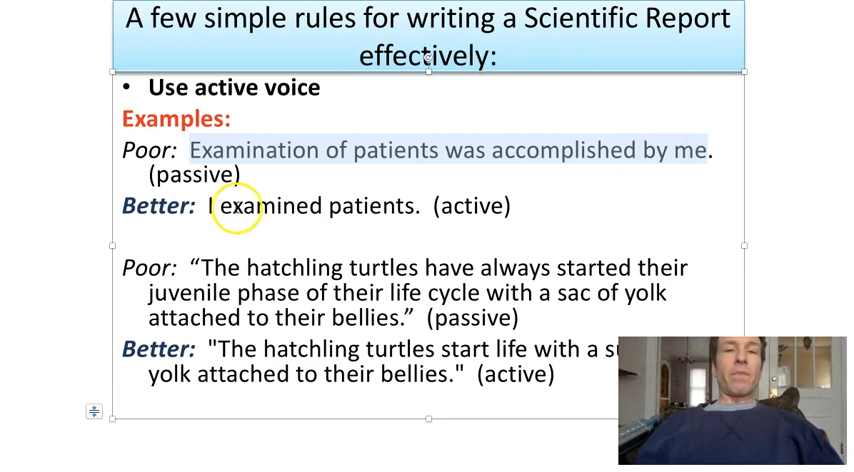 A few simple rules for writing a Scientific Report
effectively:
• Use active voice
Examples:
Poor: Examination of patients was accomplished by me.
(passive)
Better: I examined patients. (active)
Poor: “The hatchling turtles have always started their
juvenile phase of their life cycle with a sac of yolk
attached to their bellies.” (passive)
Better: "The hatchling turtles start life with a
yolk attached to their bellies." (active)